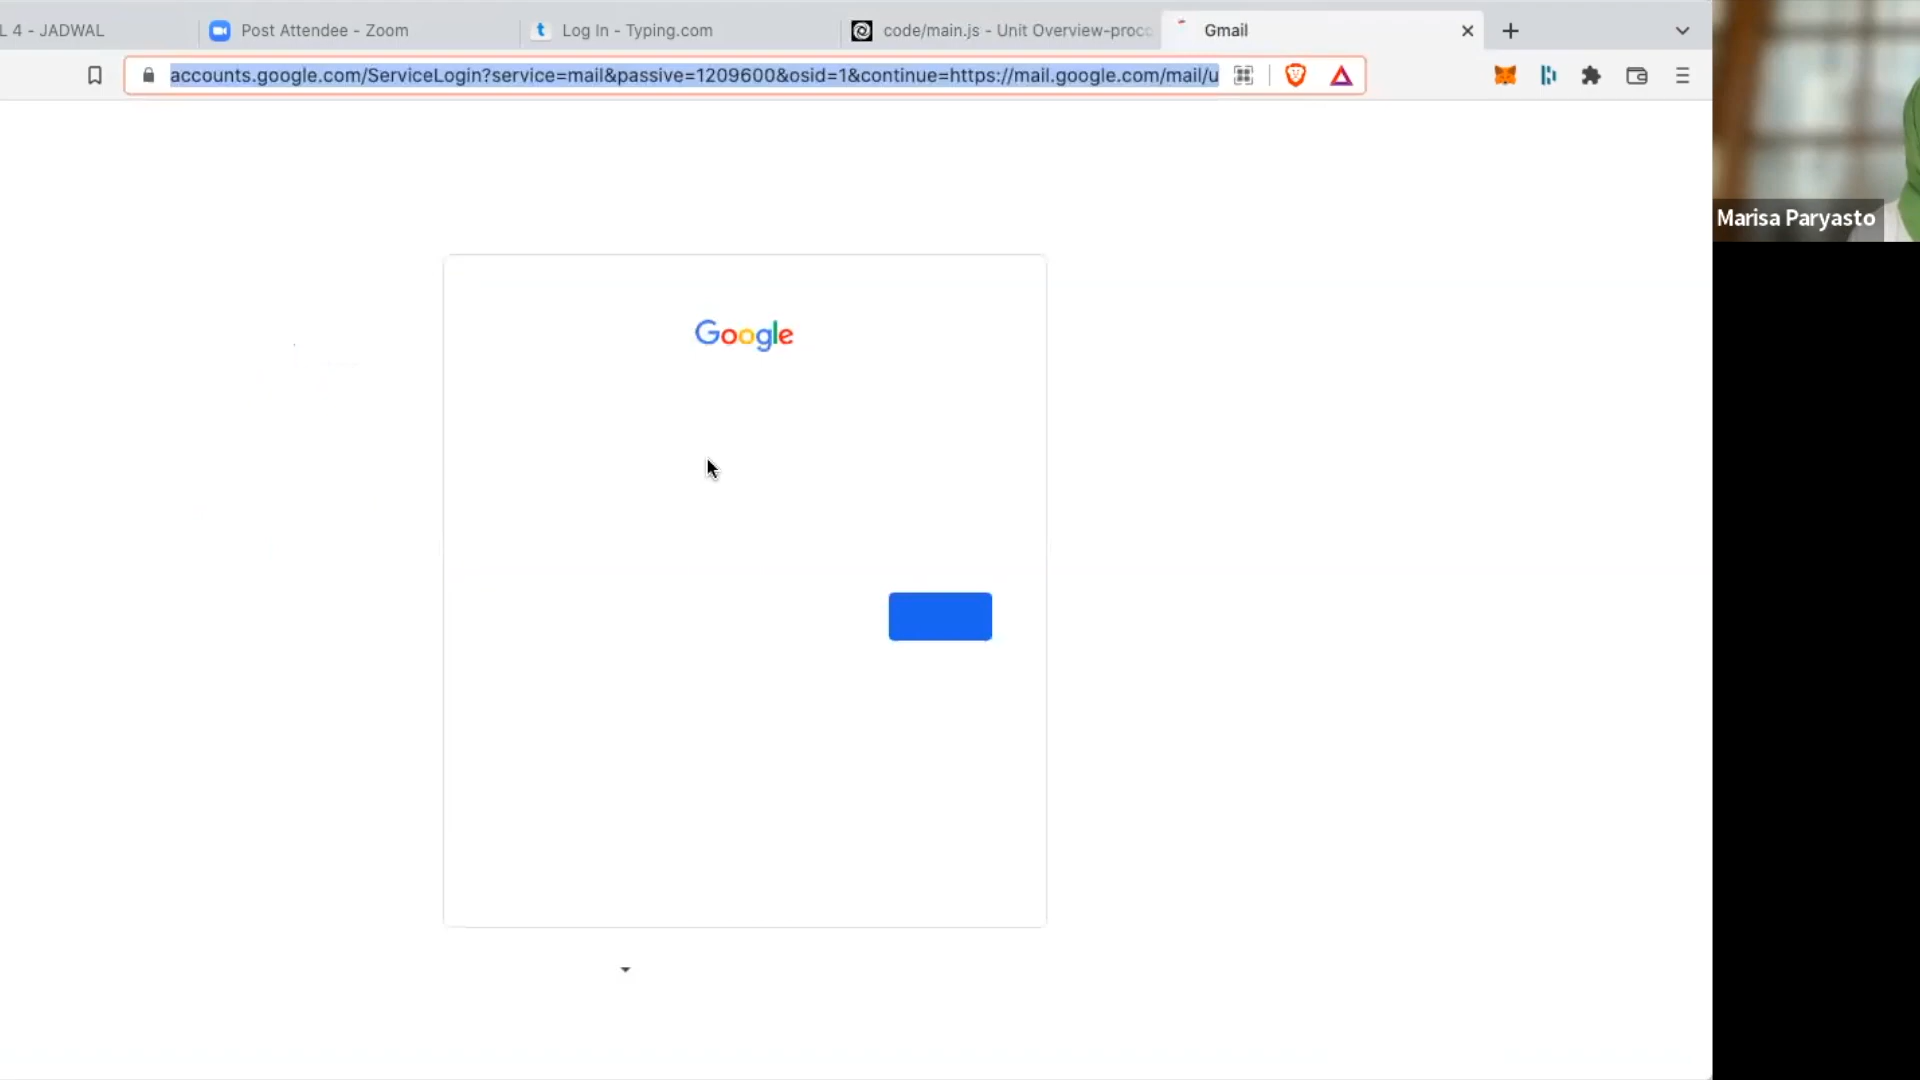 L 4 - JADWAL
Post Attendee - Zoom
Log In - Typing.com
code/main.js - Unit Overview-proc
Gmail
accounts.google.com/ServiceLogin?service=mail&passive=1209600&osid=1&continue=https://mail.google.com/mail/u
Marisa Paryasto
Google